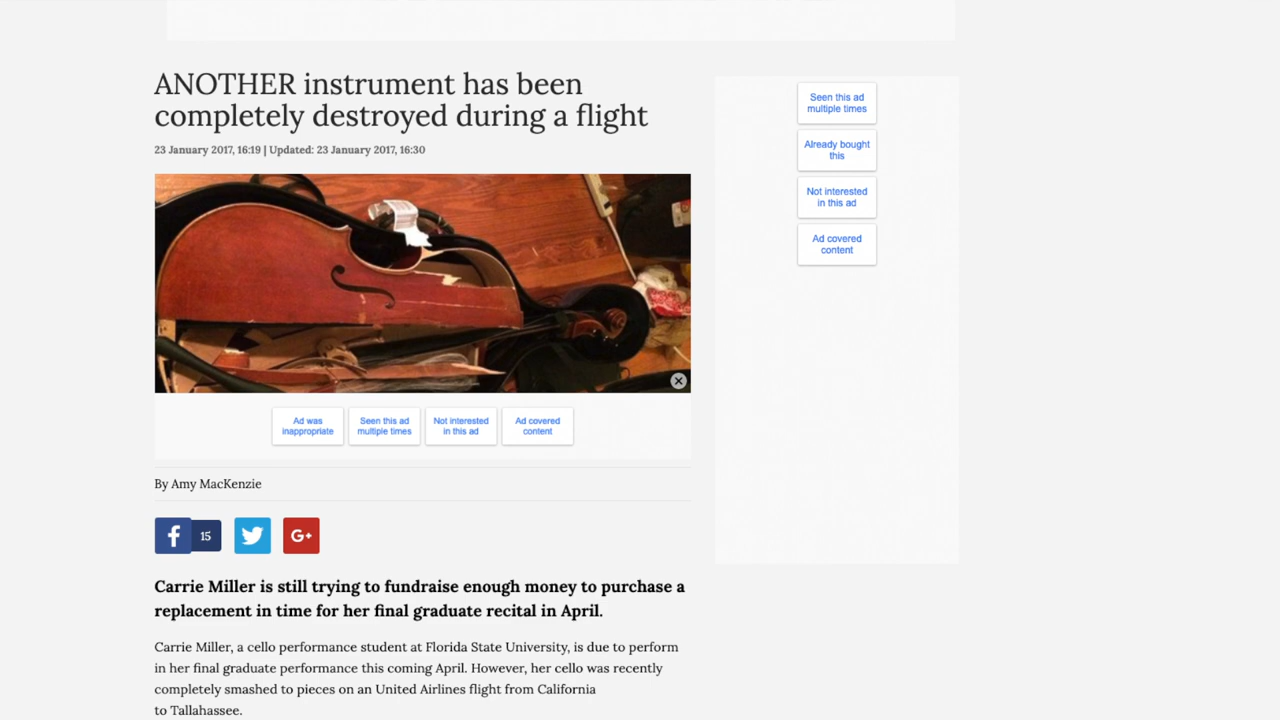 ANOTHER instrument has been
completely destroyed during a flight
23 January 2017, 16:19 | Updated: 23 January 2017, 16:30
Ad was
inappropriate
Seen this ad
multiple times
Not interested
in this ad
Ad covered
content
By Amy MacKenzie
f
15
G+
Carrie Miller is still trying to fundraise enough money to purchase a
replacement in time for her final graduate recital in April.
Carrie Miller, a cello performance student at Florida State University, is due to perform
in her final graduate performance this coming April. However, her cello was recently
completely smashed to pieces on an United Airlines flight from California
to Tallahassee.
Seen this ad
multiple times
Already bought
this
Not interested
in this ad
Ad covered
content